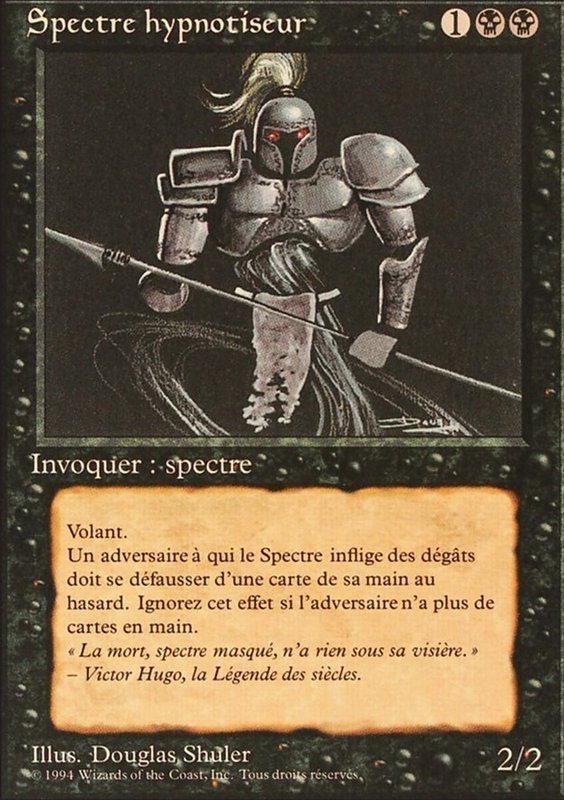 Spectre hypnotiseur
1
Invoquer : spectre
Volant.
Un adversaire à qui le Spectre inflige des dégâts
doit se défausser d'une carte de sa main au
hasard. Ignorez cet effet si l'adversaire n'a plus de
cartes en main.
« La mort, spectre masqué, n'a rien sous sa visière. »
– Victor Hugo, la Légende des siècles.
Illus. Douglas Shuler
© 1994 Wizards of the Coast, Inc. Tous droits réservés.
2/2